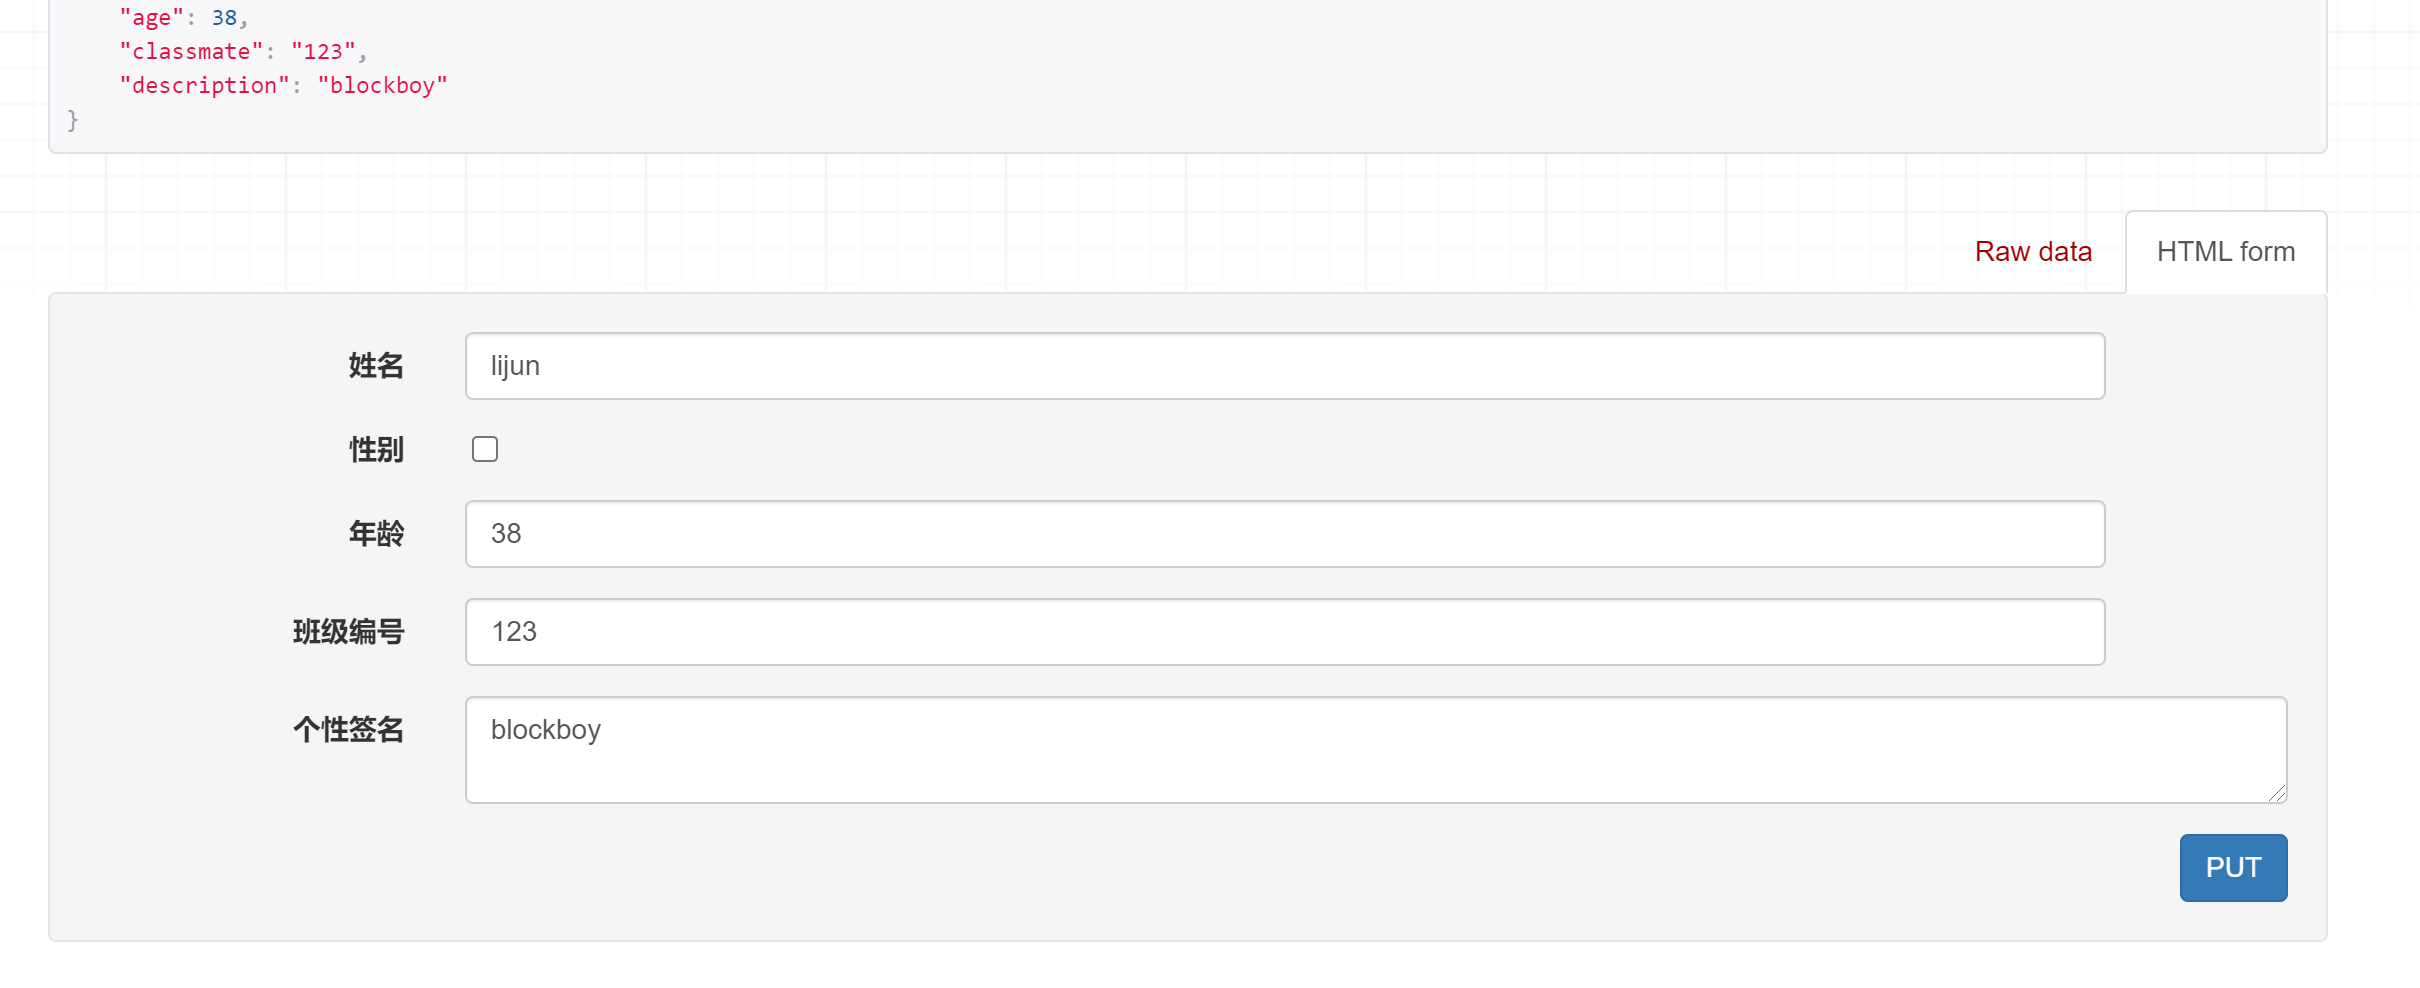 "age": 38,
"classmate": "123",
"description": "blockboy"
}
Raw data
HTML form
姓名
lijun
性别
年龄
38
班级编号
123
个性签名
blockboy
PUT